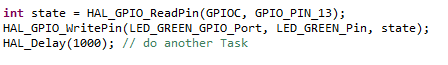 int state = HAL_GPIO_ReadPin(GPIOC, GPIO_PIN_13);
HAL_GPIO_WritePin(LED_GREEN_GPIO_Port, LED_GREEN_Pin, state);
HAL_Delay(1000); // do another Task